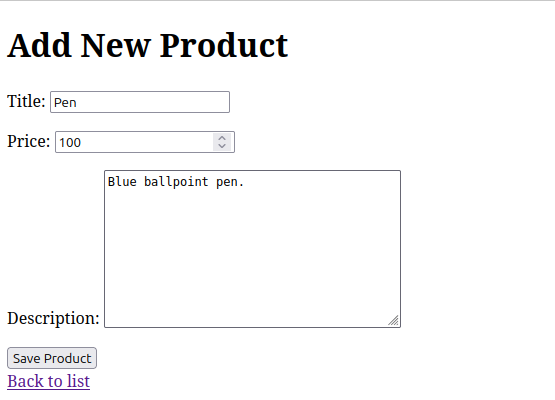 Add New Product
Title: Pen
Price: 100
Blue ballpoint pen.
Description:
Save Product
Back to list